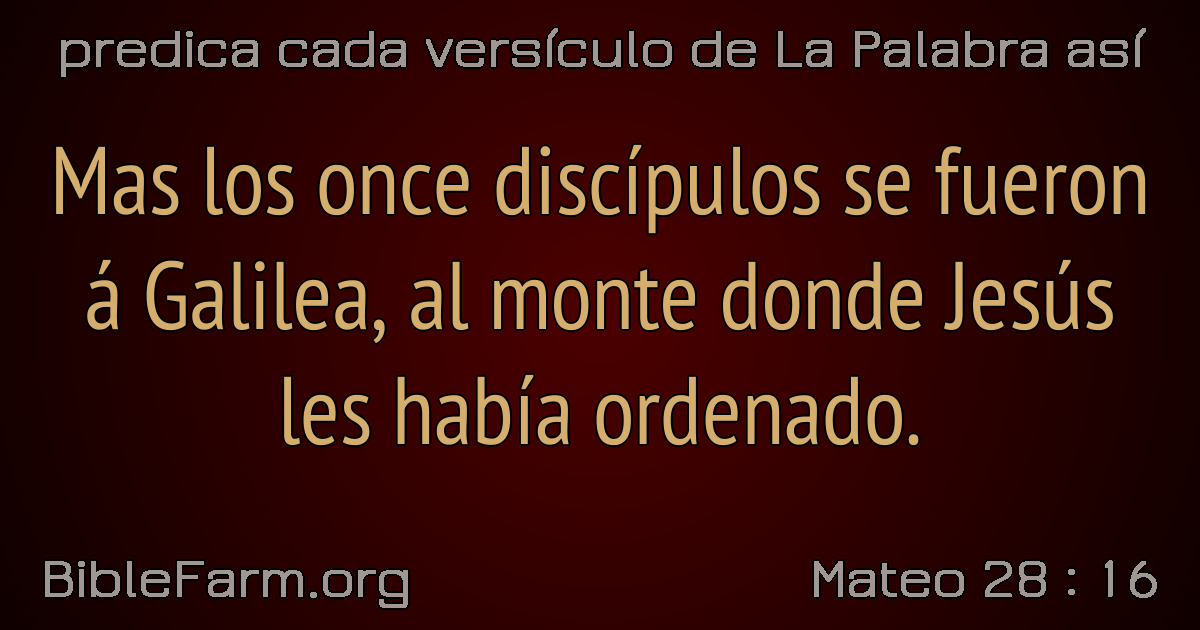 predica cada versículo de La Palabra así
Mas los once discípulos se fueron
á Galilea, al monte donde Jesús
les había ordenado.
BibleFarm.org
Mateo 28 : 16